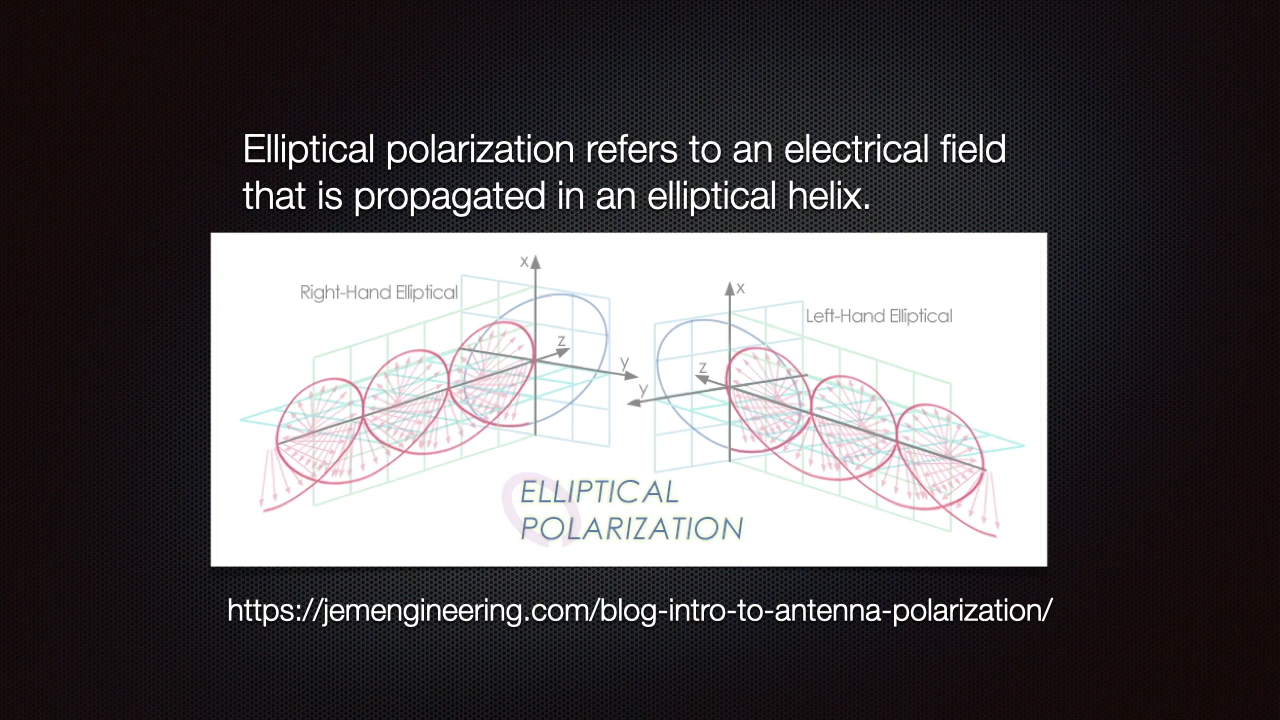 Elliptical polarization refers to an electrical field
that is propagated in an elliptical helix.
Right-Hand Elliptical
x
z
y
x
Left-Hand Elliptical
z
y
ELLIPTICAL
POLARIZATION
https://jemengineering.com/blog-intro-to-antenna-polarization/